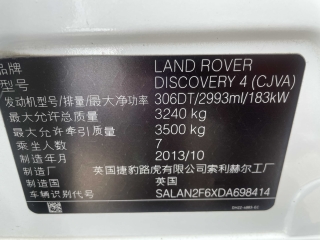 品牌 LAND ROVER
型号 DISCOVERY 4 (CJVA)
发动机型号/排量/最大净功率 306DT/2993ml/183kW
最大允许总质量 3240 kg
最大允许牵引质量 3500 kg
乘坐人数 7
制造年月 2013/10
制造厂 英国捷豹路虎有限公司索利赫尔工厂
制造国 英国
车辆识别代号 SALAN2F6XDA698414